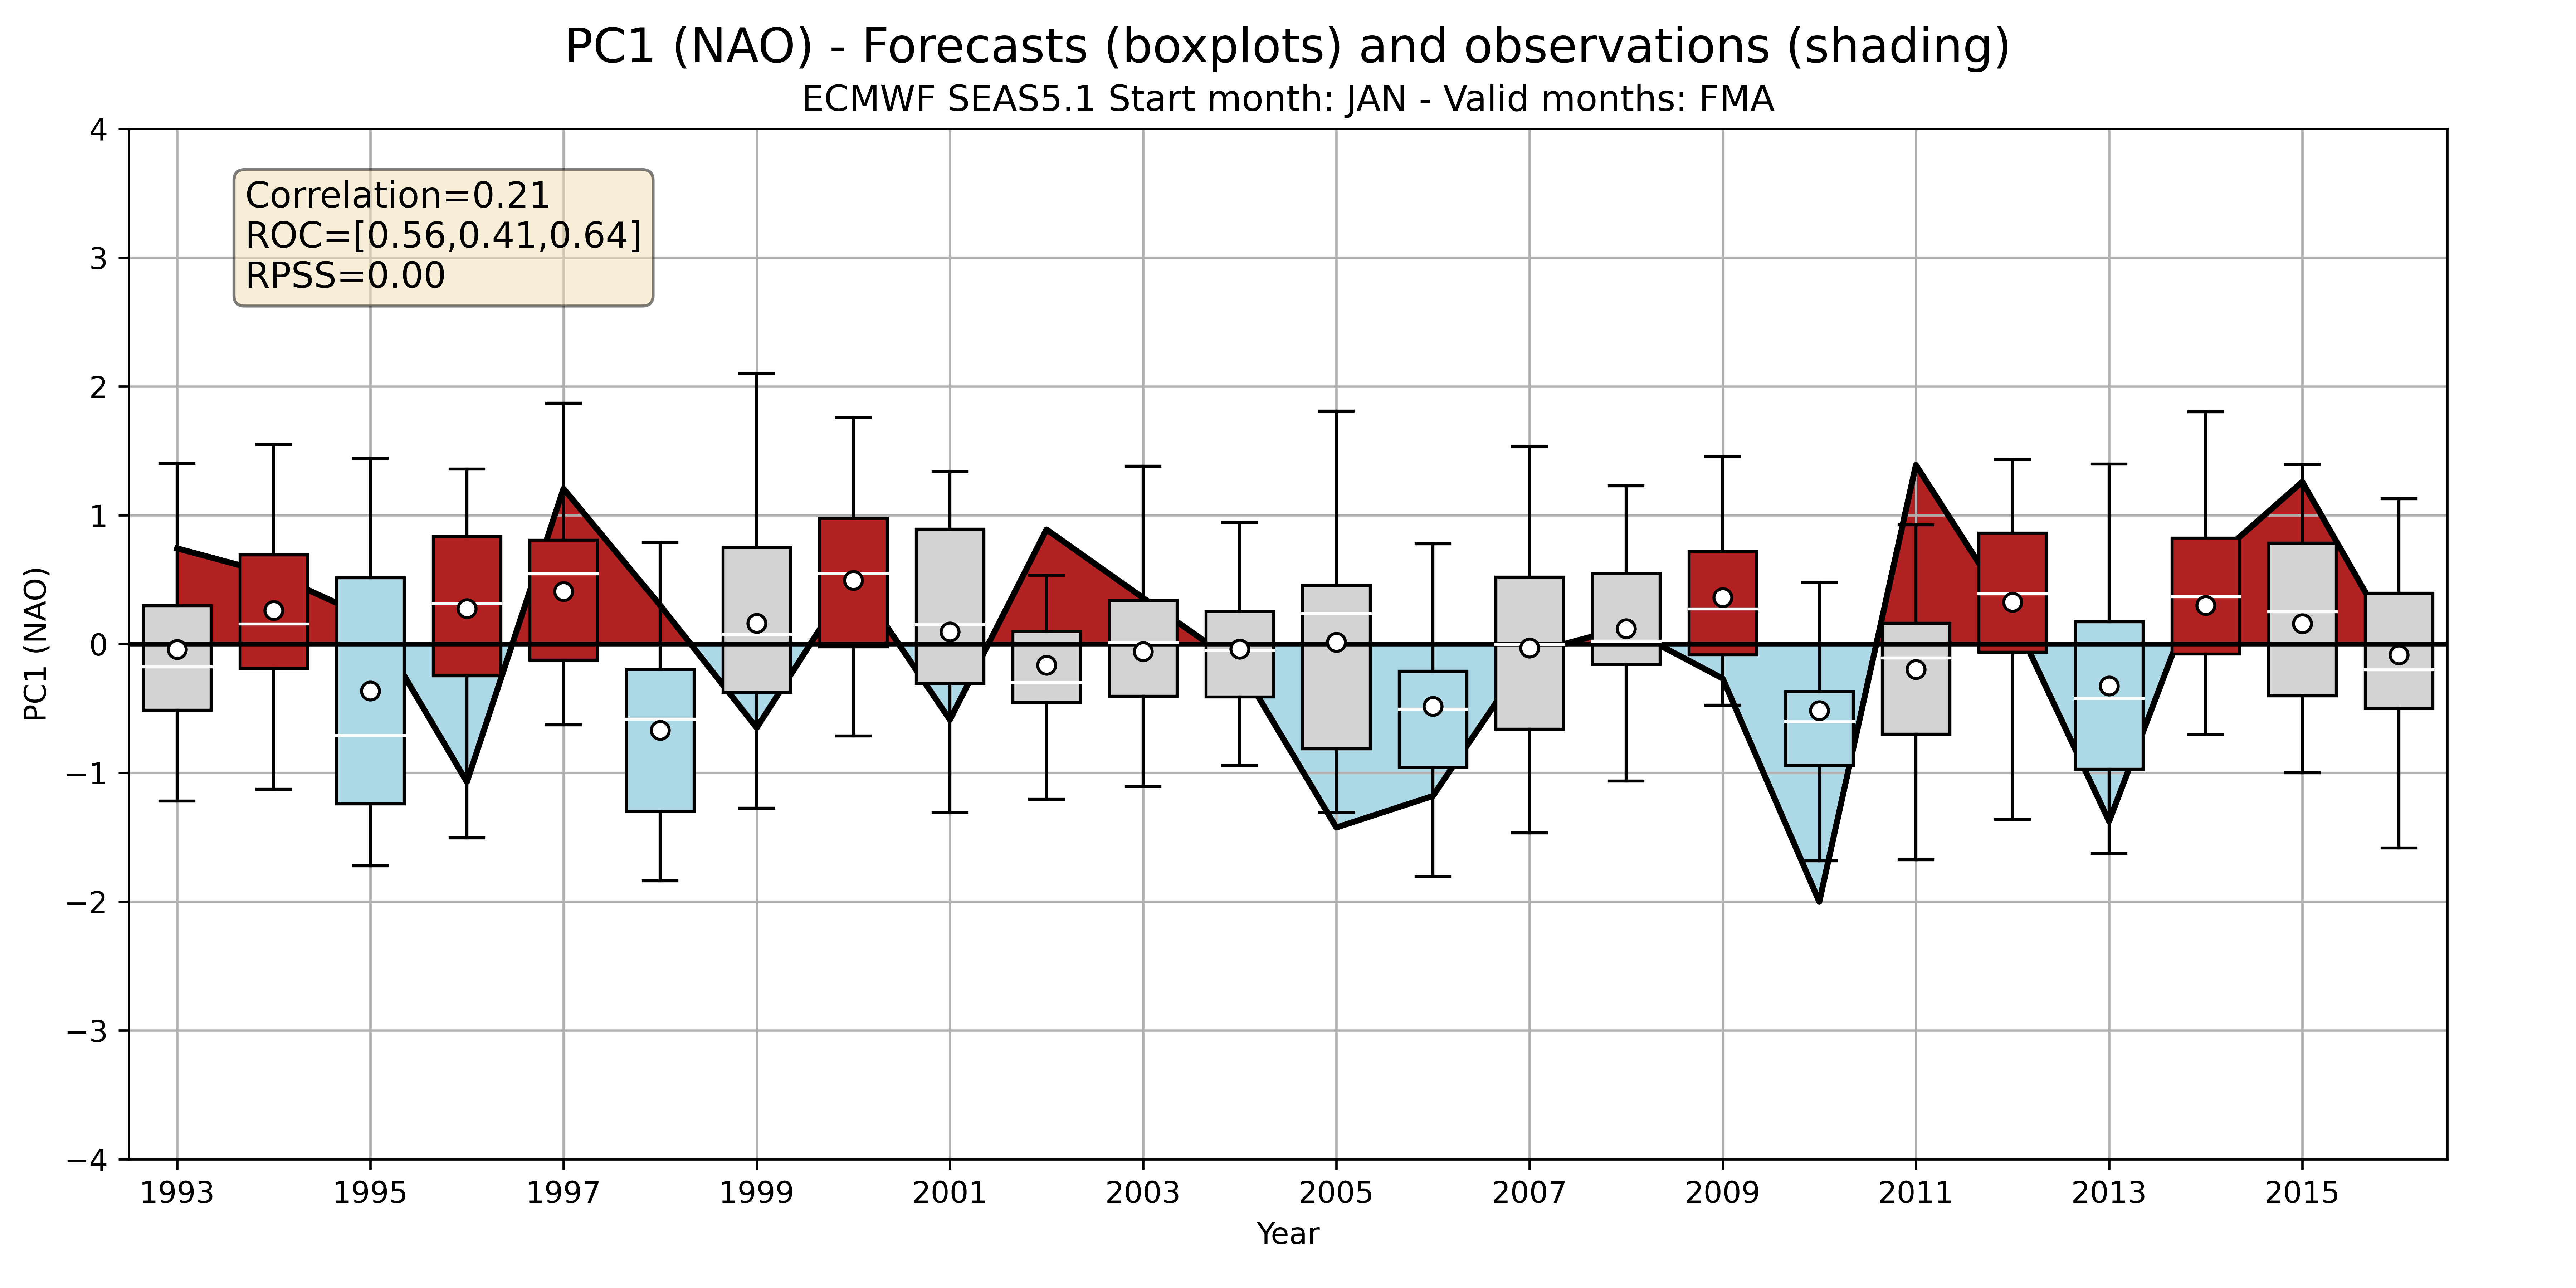 PC1 (NAO) - Forecasts (boxplots) and observations (shading)
ECMWF SEAS5.1 Start month: JAN - Valid months: FMA
Correlation=0.21
ROC=[0.56,0.41,0.64]
RPSS=0.00
PC1 (NAO)
4
3
2
1
0
−1
−2
−3
−4
1993 1995 1997 1999 2001 2003 2005 2007 2009 2011 2013 2015
Year